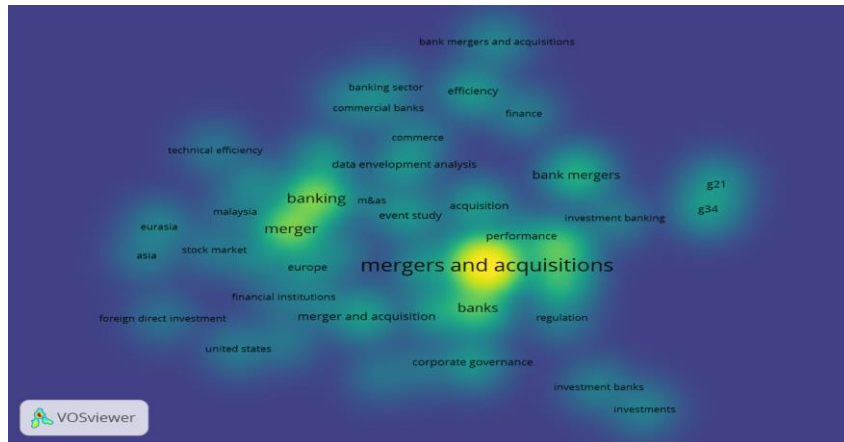 bank mergers and acquisitions
banking sector
efficiency
commercial banks
finance
commerce
technical efficiency
data envelopment analysis
bank mergers
g21
banking
m&as
malaysia
event study
acquisition
g34
investment banking
eurasia
merger
performance
asia
stock market
europe
mergers and acquisitions
financial institutions
banks
foreign direct investment
merger and acquisition
regulation
united states
corporate governance
investment banks
investments
VOSviewer